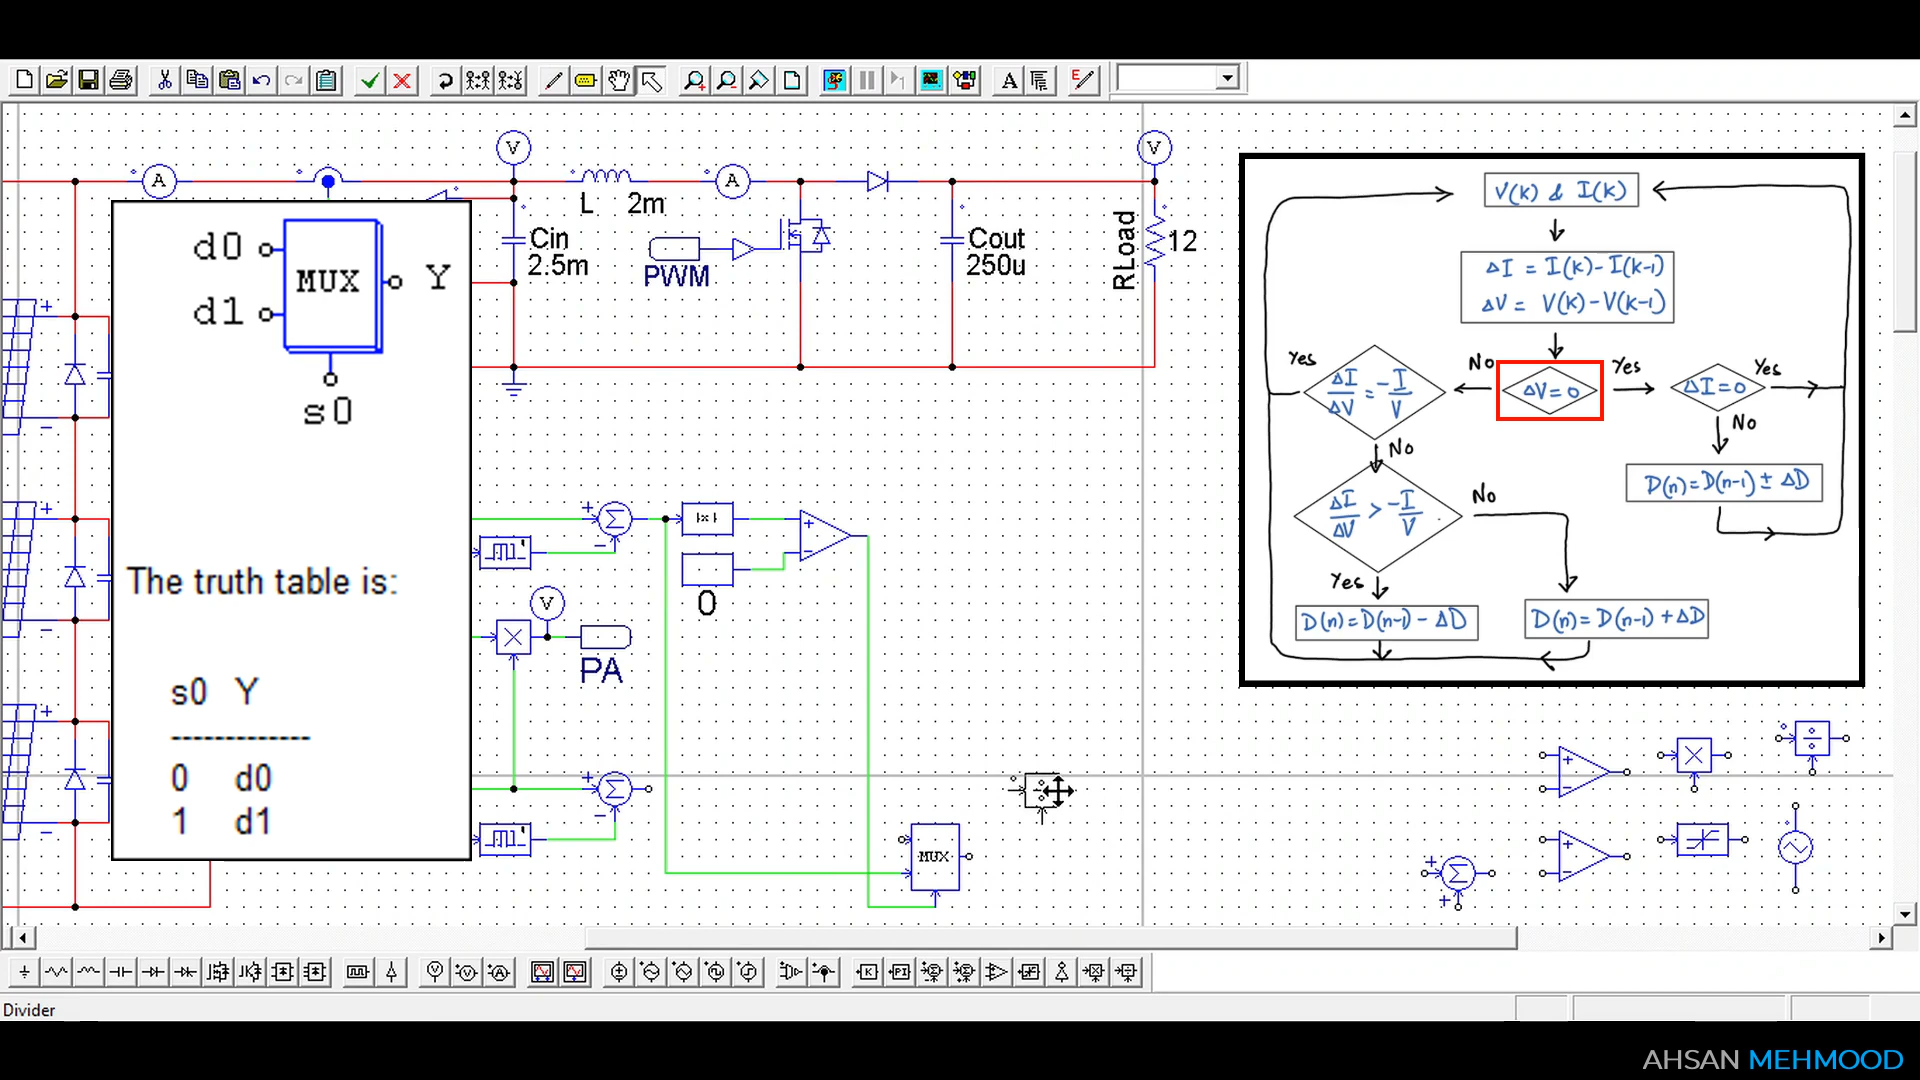 A
V
L 2m
A
V
Cin
2.5m
PWM
Cout
250u
RLoad
12
d0
MUX
Y
d1
s0
The truth table is:
s0 Y
-------------
0 d0
1 d1
+
−
+
−
+
−
+
Σ
−
|x|
+
−
0
V
×
PA
+
Σ
−
÷
MUX
V(k) & I(k)
ΔI = I(k)-I(k-1)
ΔV = V(k)-V(k-1)
Yes
ΔI/ΔV = -I/V
No
ΔV=0
Yes
ΔI=0
Yes
No
No
D(n)=D(n-1) ± ΔD
ΔI/ΔV > -I/V
No
Yes
D(n)=D(n-1) - ΔD
D(n)=D(n-1) +ΔD
+
−
×
÷
+
−
+
Σ
+
Divider
AHSAN MEHMOOD